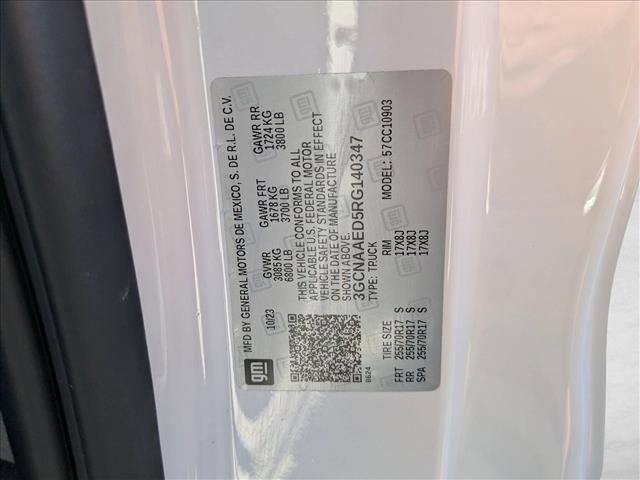 gm
MFD BY GENERAL MOTORS DE MEXICO, S. DE R.L. DE C.V.
10/23 GVWR GAWR FRT GAWR RR
3085 KG 1678 KG 1724 KG
6800 LB 3700 LB 3800 LB
THIS VEHICLE CONFORMS TO ALL
APPLICABLE U.S. FEDERAL MOTOR
VEHICLE SAFETY STANDARDS IN EFFECT
ON THE DATE OF MANUFACTURE
SHOWN ABOVE.
3GCNAAED5RG140347
B624 TYPE: TRUCK 57CC10903
TIRE SIZE RIM
FRT 255/70R17 S 17X8J
RR 255/70R17 S 17X8J
SPA 255/70R17 S 17X8J